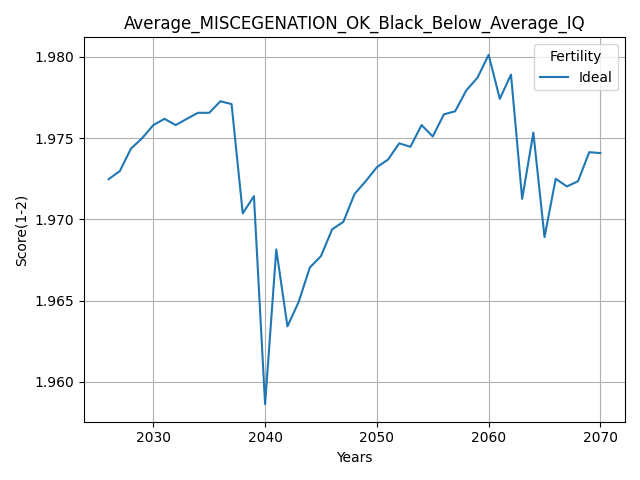 Average_MISCEGENATION_OK_Black_Below_Average_IQ
Fertility
Ideal
1.980
1.975
1.970
1.965
1.960
Score(1-2)
2030 2040 2050 2060 2070
Years